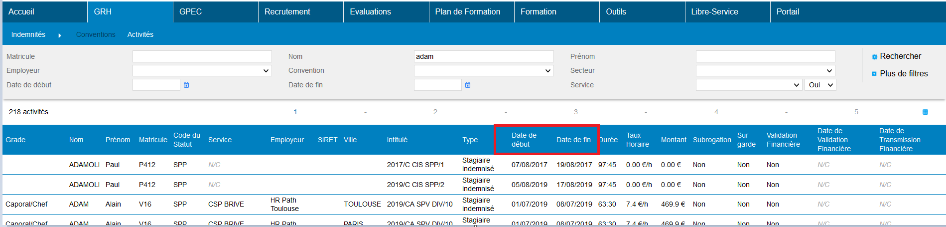 Accueil GRH GPEC Recrutement Evaluations Plan de Formation Formation Outils Libre-Service Portail
Indemnités Conventions Activités
Matricule Nom adam Prénom Rechercher
Employeur Convention Secteur Plus de filtres
Date de début Date de fin Service Oui
218 activités 1 - 2 - 3 - 4 - 5
Grade Nom Prénom Matricule Code du Statut Service Employeur SIRET Ville Intitulé Type Date de début Date de fin Durée Taux Horaire Montant Subrogation Sur garde Validation Financière Date de Validation Financière Date de Transmission Financière
ADAMOLI Paul P412 SPP N/C 2017/C CIS SPP/1 Stagiaire indemnisé 07/08/2017 19/08/2017 97:45 0.00 €/h 0.00 € Non Non Non N/C N/C
ADAMOLI Paul P412 SPP N/C 2019/C CIS SPP/2 Stagiaire indemnisé 05/08/2019 17/08/2019 97:45 0.00 €/h 0.00 € Non Non Non N/C N/C
Caporal/Chef ADAM Alain V16 SPP CSP BRIVE HR Path Toulouse TOULOUSE 2019/CA SPV DIV/10 Stagiaire indemnisé 01/07/2019 08/07/2019 63:30 7.4 €/h 469.9 € Non Non Non N/C N/C
Caporal/Chef ADAM Alain V16 SPP CSP BRIVE HR Path PARIS 2019/CA SPV DIV/10 Stagiaire 01/07/2019 08/07/2019 63:30 7.4 €/h 469.9 € Non Non Non N/C N/C